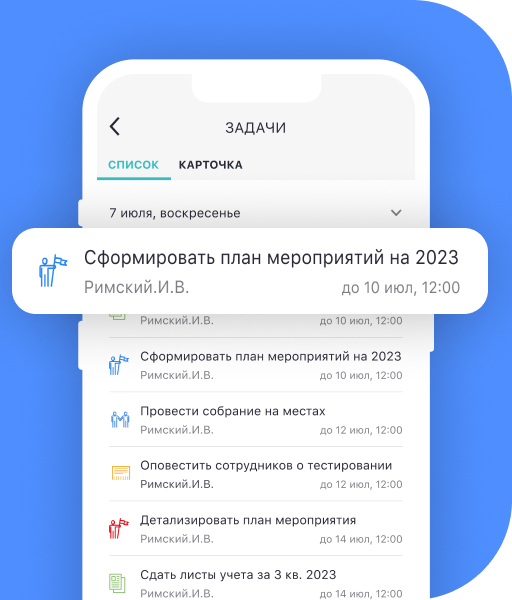 ЗАДАЧИ
СПИСОК КАРТОЧКА
7 июля, воскресенье
Сформировать план мероприятий на 2023
Римский.И.В. до 10 июл, 12:00
Римский.И.В. до 10 июл, 12:00
Сформировать план мероприятий на 2023
Римский.И.В. до 10 июл, 12:00
Провести собрание на местах
Римский.И.В. до 12 июл, 12:00
Оповестить сотрудников о тестировании
Римский.И.В. до 12 июл, 12:00
Детализировать план мероприятия
Римский.И.В. до 14 июл, 12:00
Сдать листы учета за 3 кв. 2023
Римский.И.В. до 14 июл, 12:00